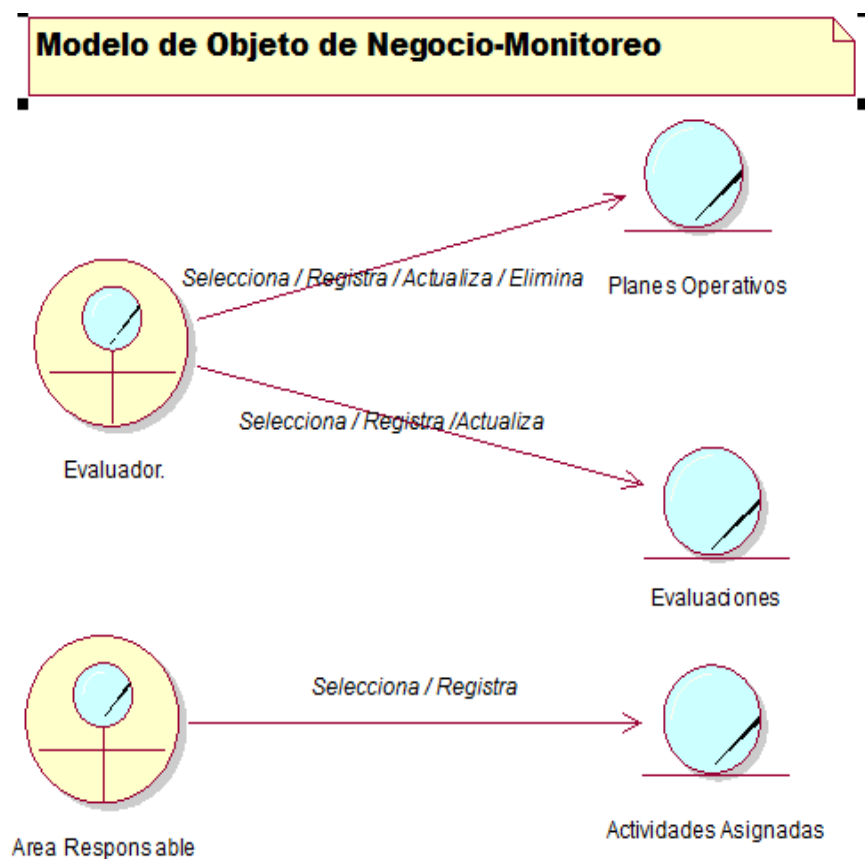 Modelo de Objeto de Negocio-Monitoreo
Selecciona / Registra / Actualiza / Elimina
Planes Operativos
Selecciona / Registra /Actualiza
Evaluador.
Evaluaciones
Selecciona / Registra
Actividades Asignadas
Area Responsable